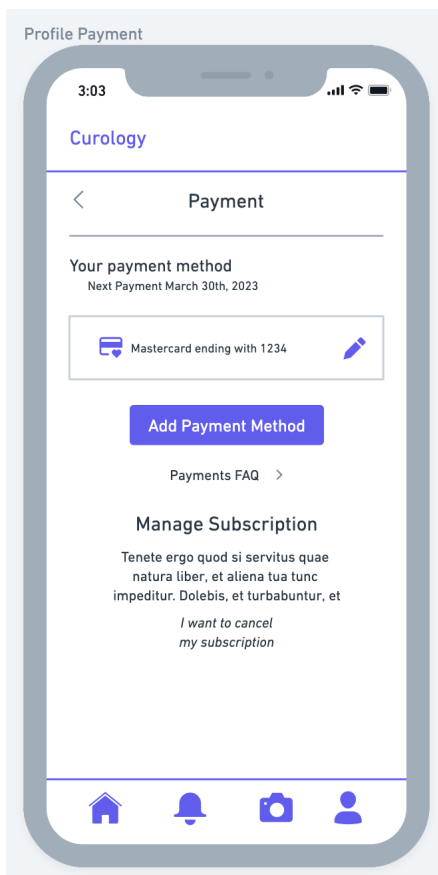 Profile Payment
3:03
Curology
Payment
Your payment method
Next Payment March 30th, 2023
Mastercard ending with 1234
Add Payment Method
Payments FAQ
Manage Subscription
Tenete ergo quod si servitus quae
natura liber, et aliena tua tunc
impeditur. Dolebis, et turbabuntur, et
I want to cancel
my subscription